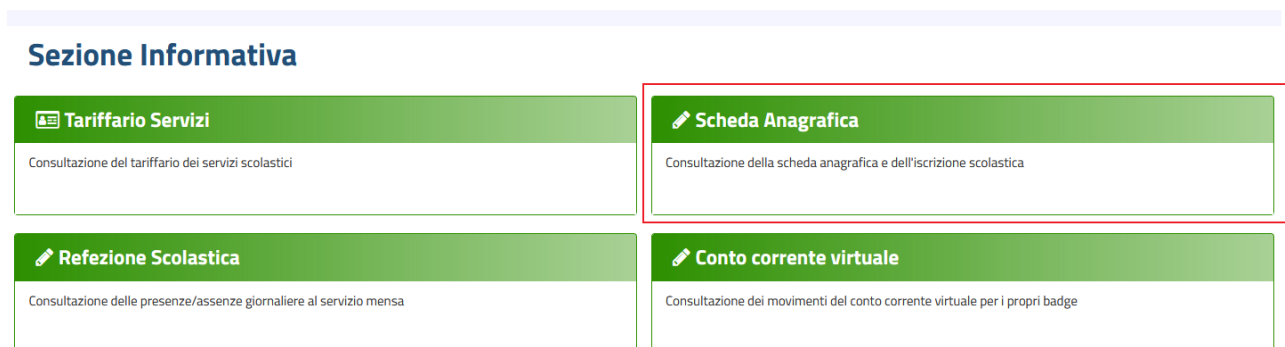 Sezione Informativa
Tariffario Servizi
Consultazione del tariffario dei servizi scolastici
Scheda Anagrafica
Consultazione della scheda anagrafica e dell'iscrizione scolastica
Refezione Scolastica
Consultazione delle presenze/assenze giornaliere al servizio mensa
Conto corrente virtuale
Consultazione dei movimenti del conto corrente virtuale per i propri badge